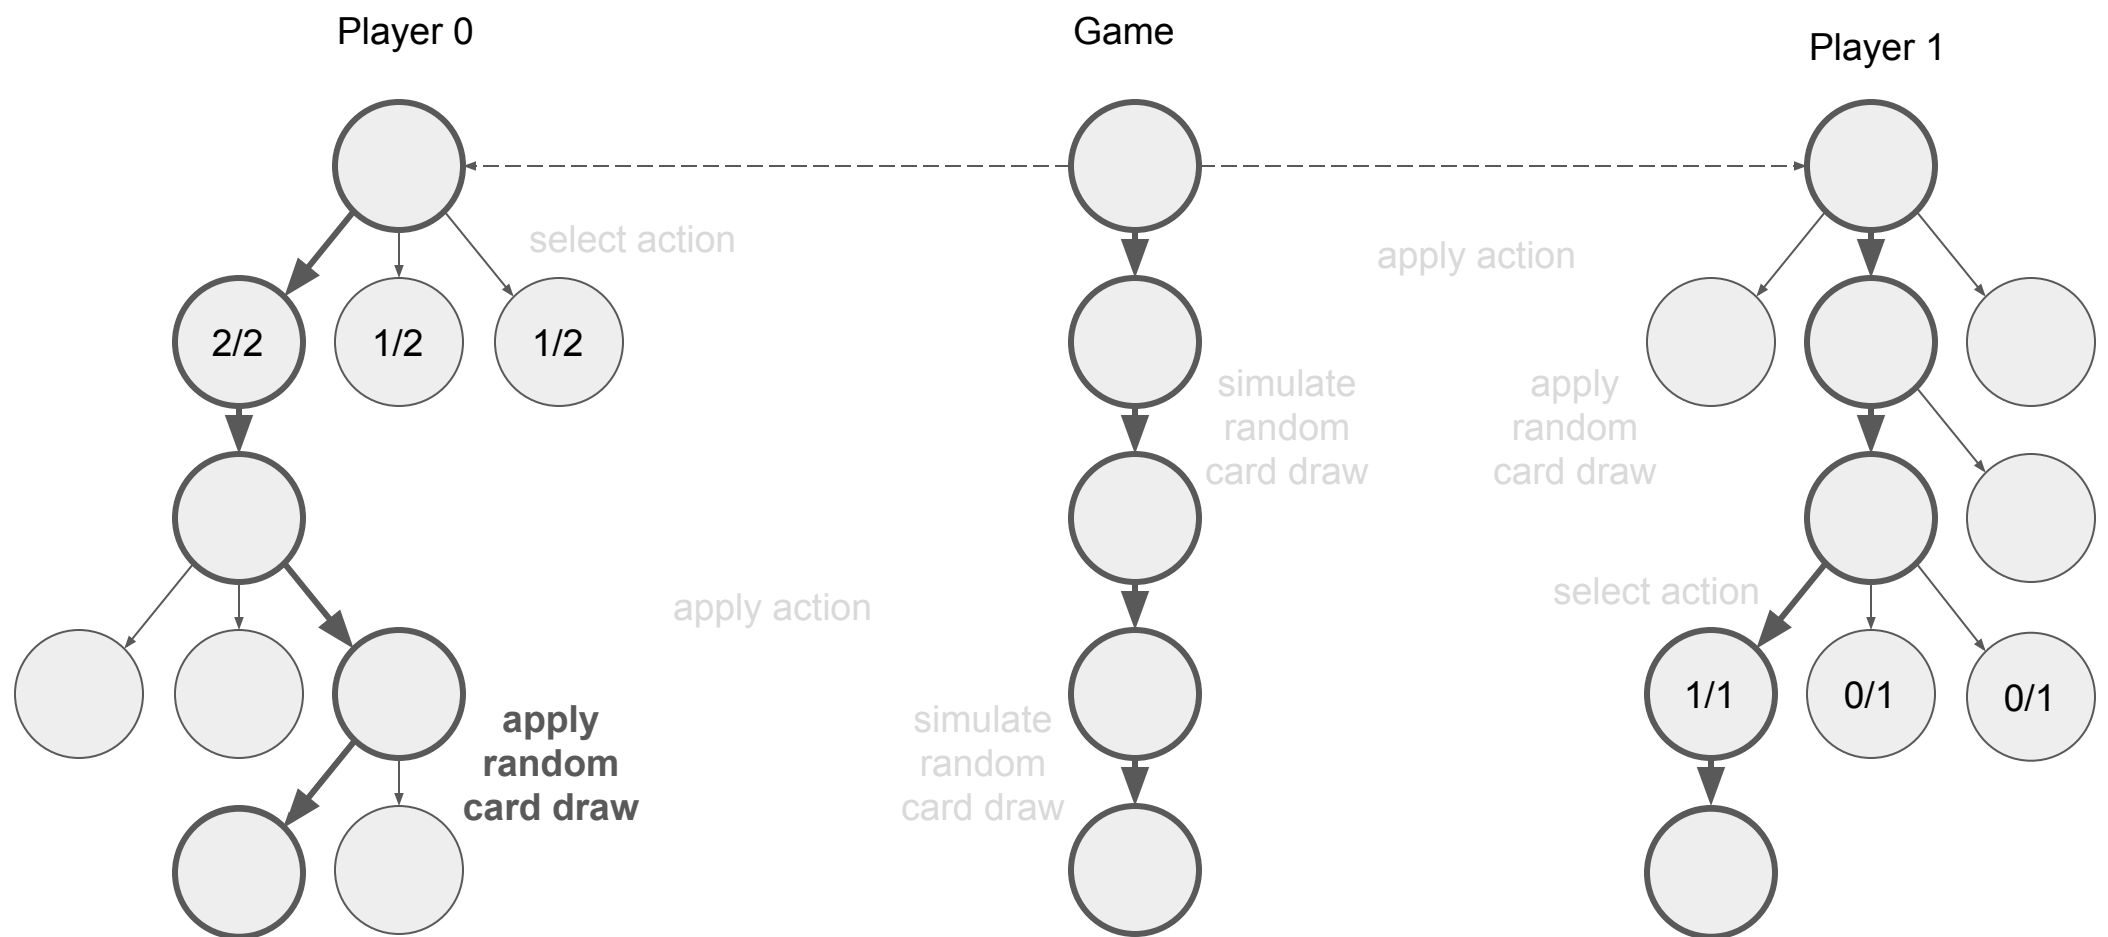 Player 0
Game
Player 1
select action
apply action
2/2
1/2
1/2
simulate
random
card draw
apply
random
card draw
apply action
select action
1/1
0/1
0/1
apply
random
card draw
simulate
random
card draw